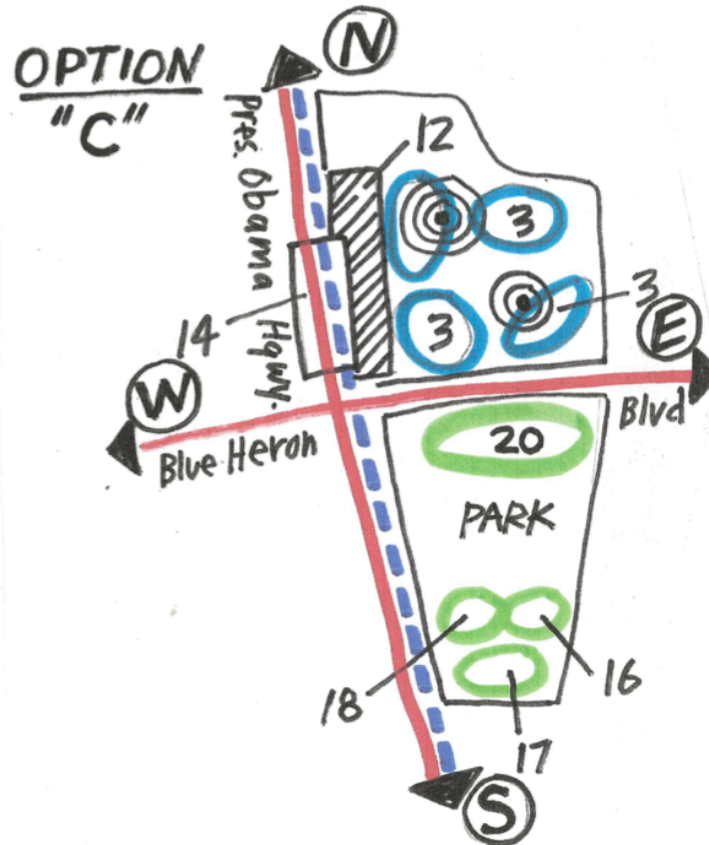 OPTION
"C"
N
Pres. Obama Hgwy.
12
3
3
3
14
E
W
Blue Heron
Blvd
20
PARK
18
16
17
S